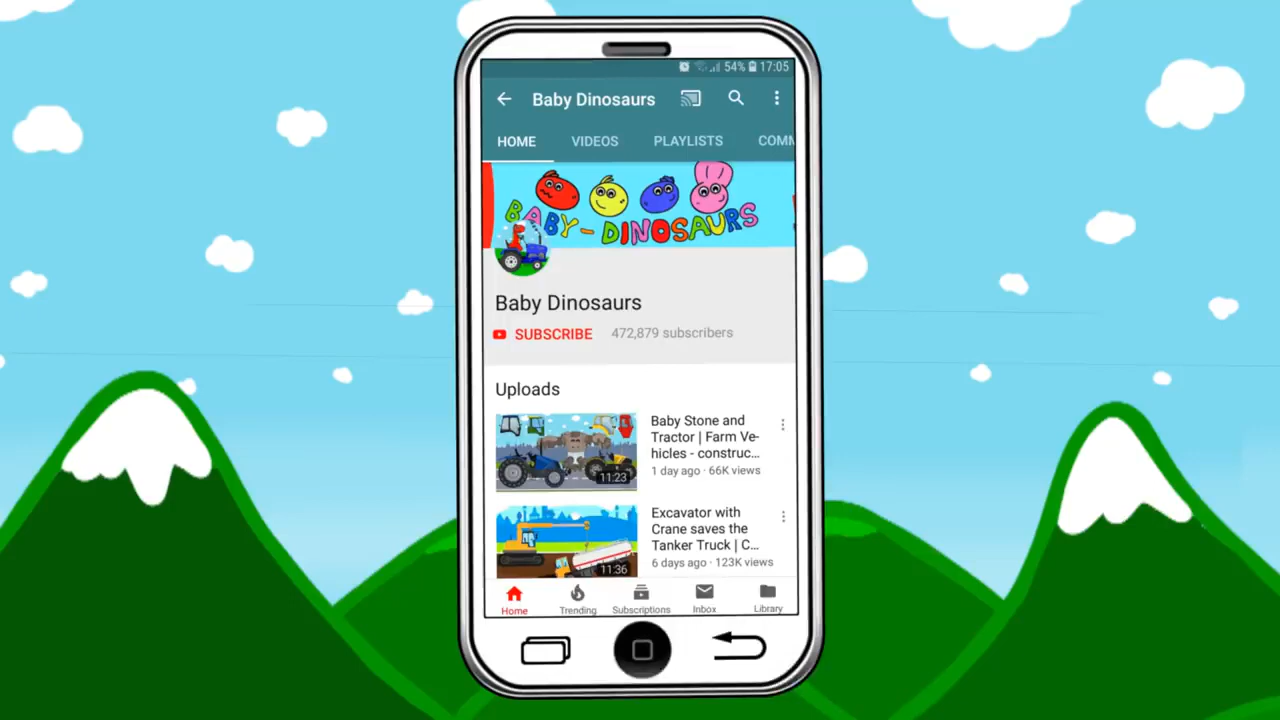 54% 17:05
Baby Dinosaurs
HOME VIDEOS PLAYLISTS COMM
BABY-DINOSAURS
Baby Dinosaurs
SUBSCRIBE 472,879 subscribers
Uploads
Baby Stone and
Tractor | Farm Ve-
hicles - construc...
1 day ago · 66K views
11:23
Excavator with
Crane saves the
Tanker Truck | C...
6 days ago · 123K views
11:36
Home Trending Subscriptions Inbox Library